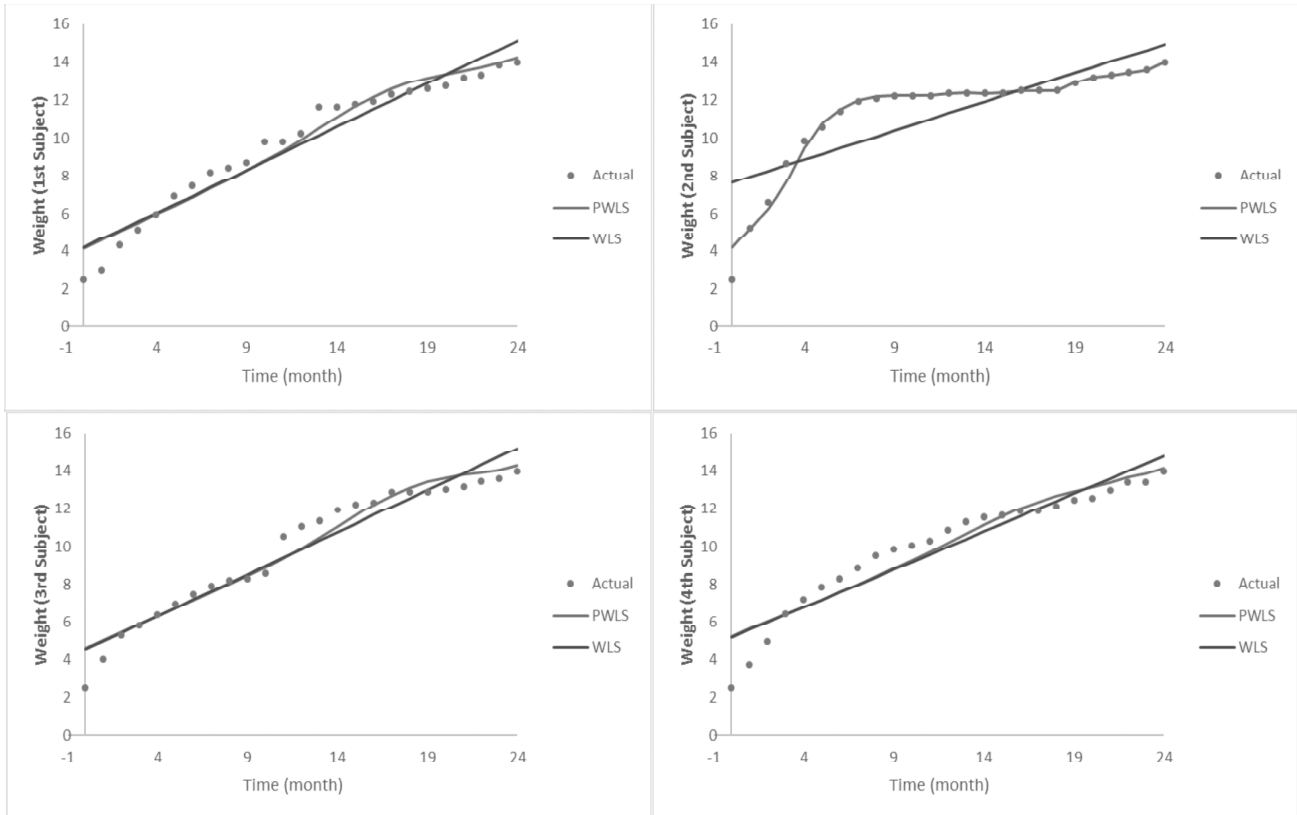 16
14
12
10
8
6
4
2
0
Weight (1st Subject)
-1 4 9 14 19 24
Time (month)
Actual
PWLS
WLS
16
14
12
10
8
6
4
2
0
Weight (2nd Subject)
-1 4 9 14 19 24
Time (month)
Actual
PWLS
WLS
16
14
12
10
8
6
4
2
0
Weight (3rd Subject)
-1 4 9 14 19 24
Time (month)
Actual
PWLS
WLS
16
14
12
10
8
6
4
2
0
Weight (4th Subject)
-1 4 9 14 19 24
Time (month)
Actual
PWLS
WLS